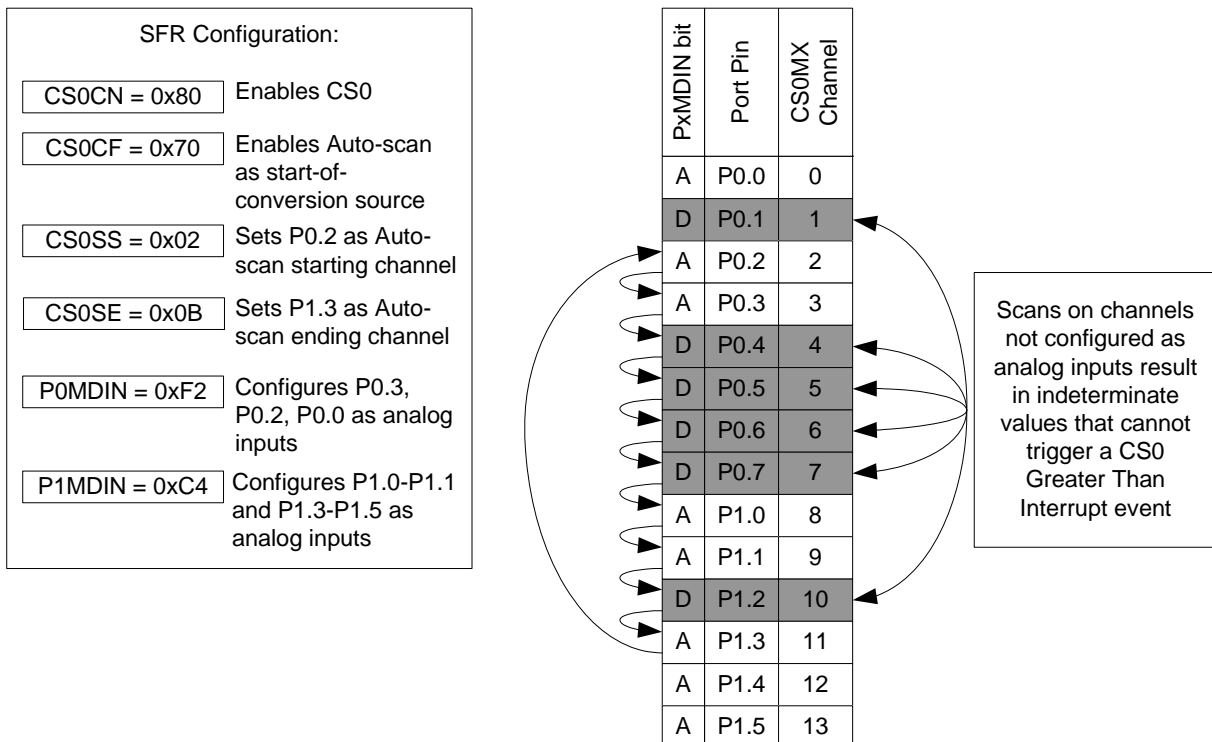 SFR Configuration:
CS0CN = 0x80
Enables CS0
CS0CF = 0x70
Enables Auto-scan
as start-of-
conversion source
CS0SS = 0x02
Sets P0.2 as Auto-
scan starting channel
CS0SE = 0x0B
Sets P1.3 as Auto-
scan ending channel
P0MDIN = 0xF2
Configures P0.3,
P0.2, P0.0 as analog
inputs
P1MDIN = 0xC4
Configures P1.0-P1.1
and P1.3-P1.5 as
analog inputs
PxMDIN bit
Port Pin
CS0MX
Channel
A P0.0 0
D P0.1 1
A P0.2 2
A P0.3 3
D P0.4 4
D P0.5 5
D P0.6 6
D P0.7 7
A P1.0 8
A P1.1 9
D P1.2 10
A P1.3 11
A P1.4 12
A P1.5 13
Scans on channels
not configured as
analog inputs result
in indeterminate
values that cannot
trigger a CS0
Greater Than
Interrupt event